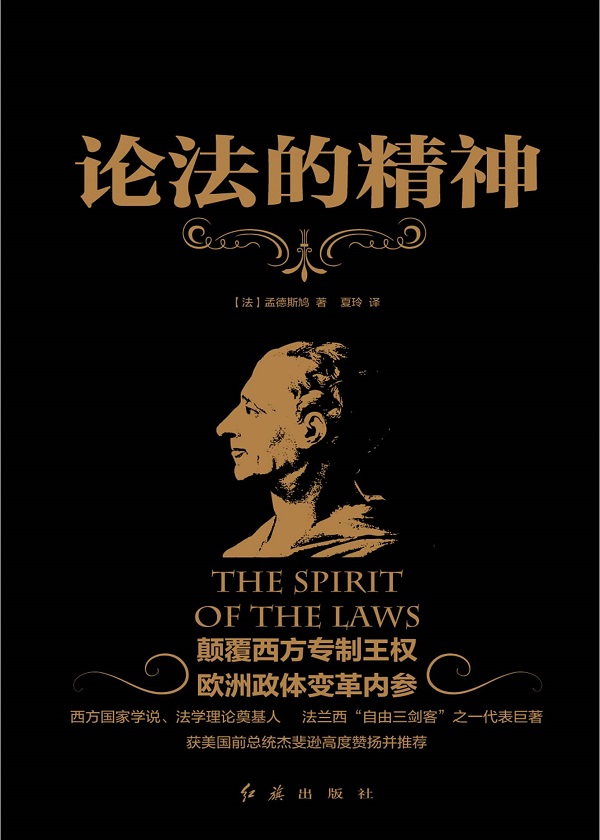 论法的精神
【法】孟德斯鸠 著 夏玲 译
THE SPIRIT
OF THE LAWS
颠覆西方专制王权
欧洲政体变革内参
西方国家学说、法学理论奠基人 法兰西“自由三剑客”之一代表巨著
获美国前总统杰斐逊高度赞扬并推荐
红旗出版社